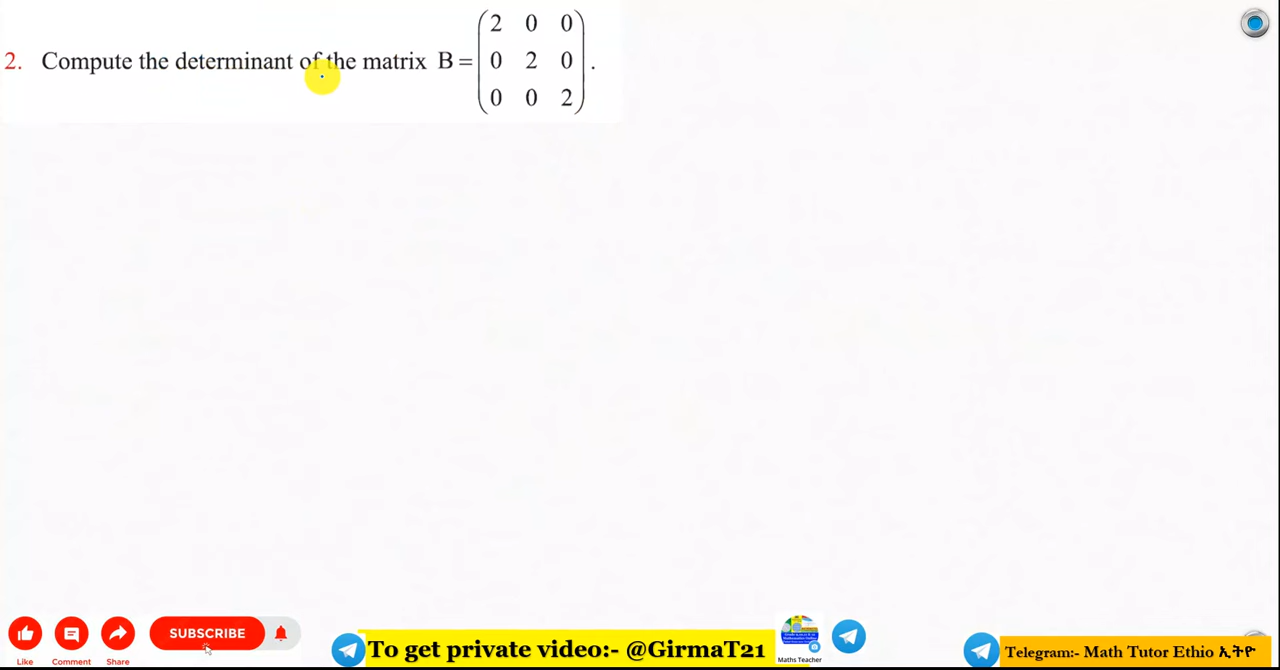 2. Compute the determinant of the matrix B = ( 2 0 0
0 2 0
0 0 2 ) .
SUBSCRIBE
Like Comment Share
To get private video:- @GirmaT21
Maths Teacher
Telegram:- Math Tutor Ethio ኢትዮ